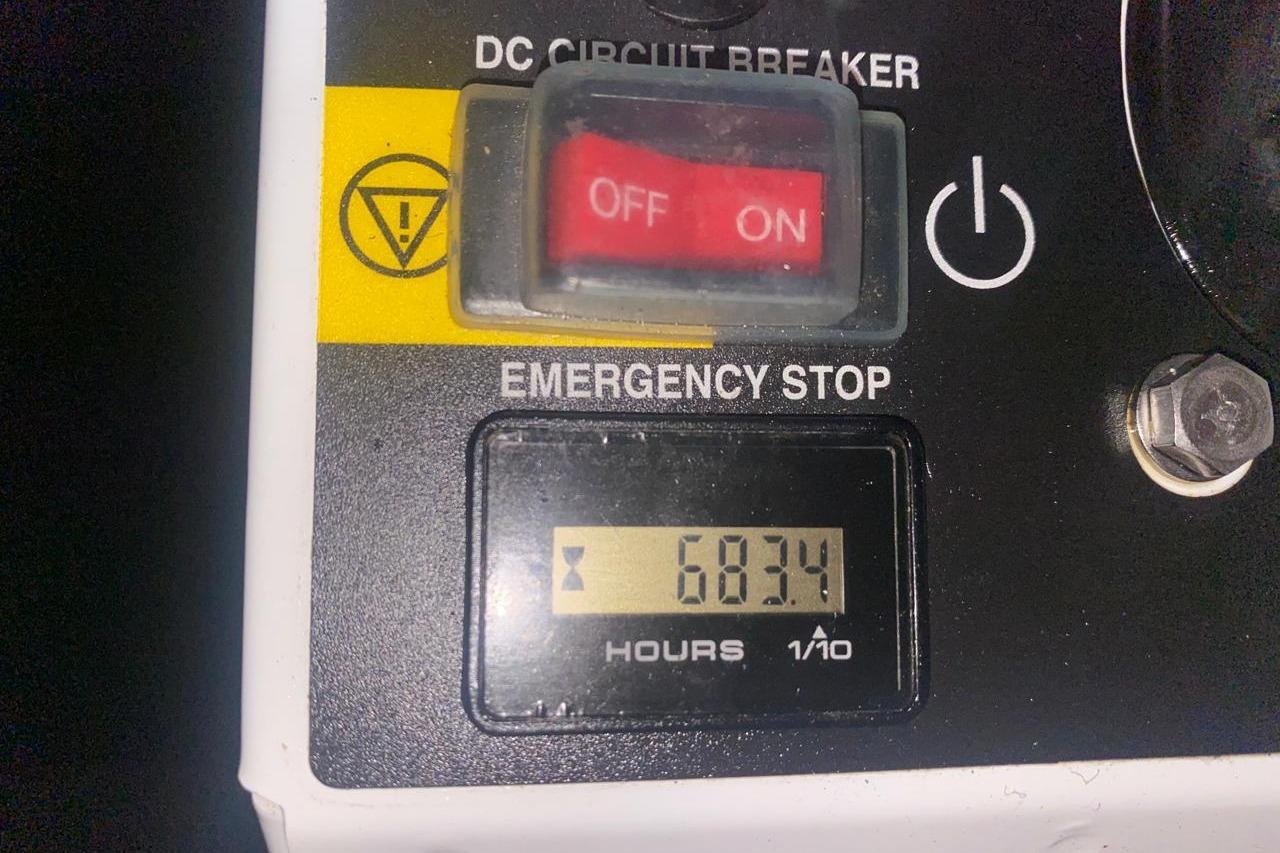 DC CIRCUIT BREAKER
OFF ON
EMERGENCY STOP
683.4
HOURS 1/10